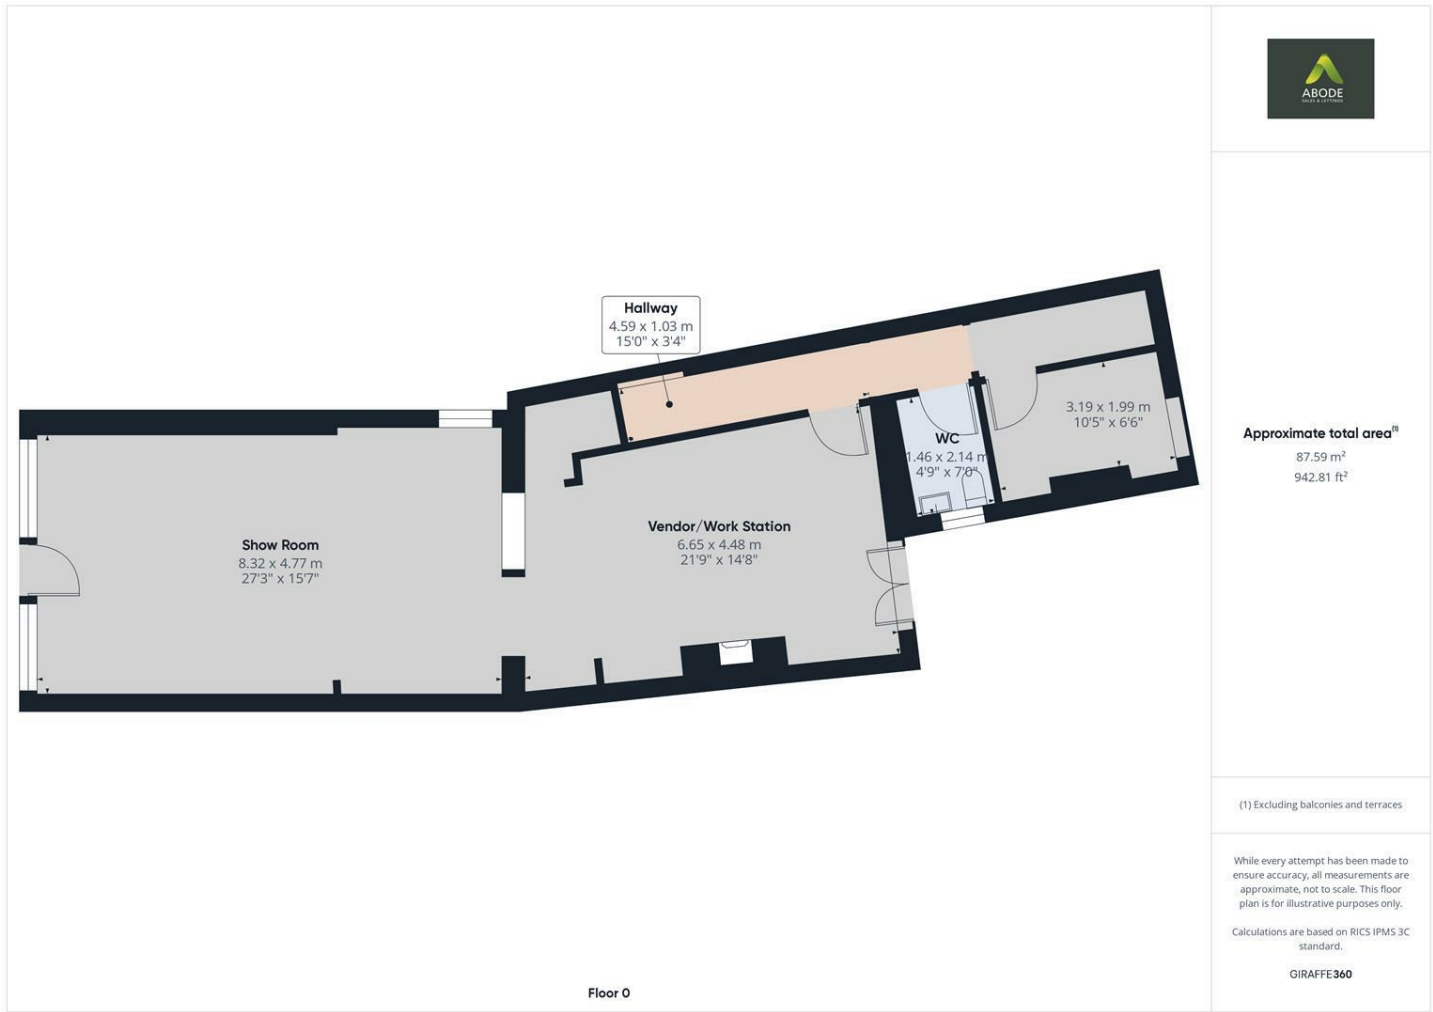 Hallway
4.59 x 1.03 m
15'0" x 3'4"
3.19 x 1.99 m
10'5" x 6'6"
WC
1.46 x 2.14 m
4'9" x 7'0"
Vendor/Work Station
6.65 x 4.48 m
21'9" x 14'8"
Show Room
8.32 x 4.77 m
27'3" x 15'7"
Floor 0
ABODE
SALES & LETTINGS
Approximate total area(1)
87.59 m²
942.81 ft²
(1) Excluding balconies and terraces
While every attempt has been made to
ensure accuracy, all measurements are
approximate, not to scale. This floor
plan is for illustrative purposes only.
Calculations are based on RICS IPMS 3C
standard.
GIRAFFE360